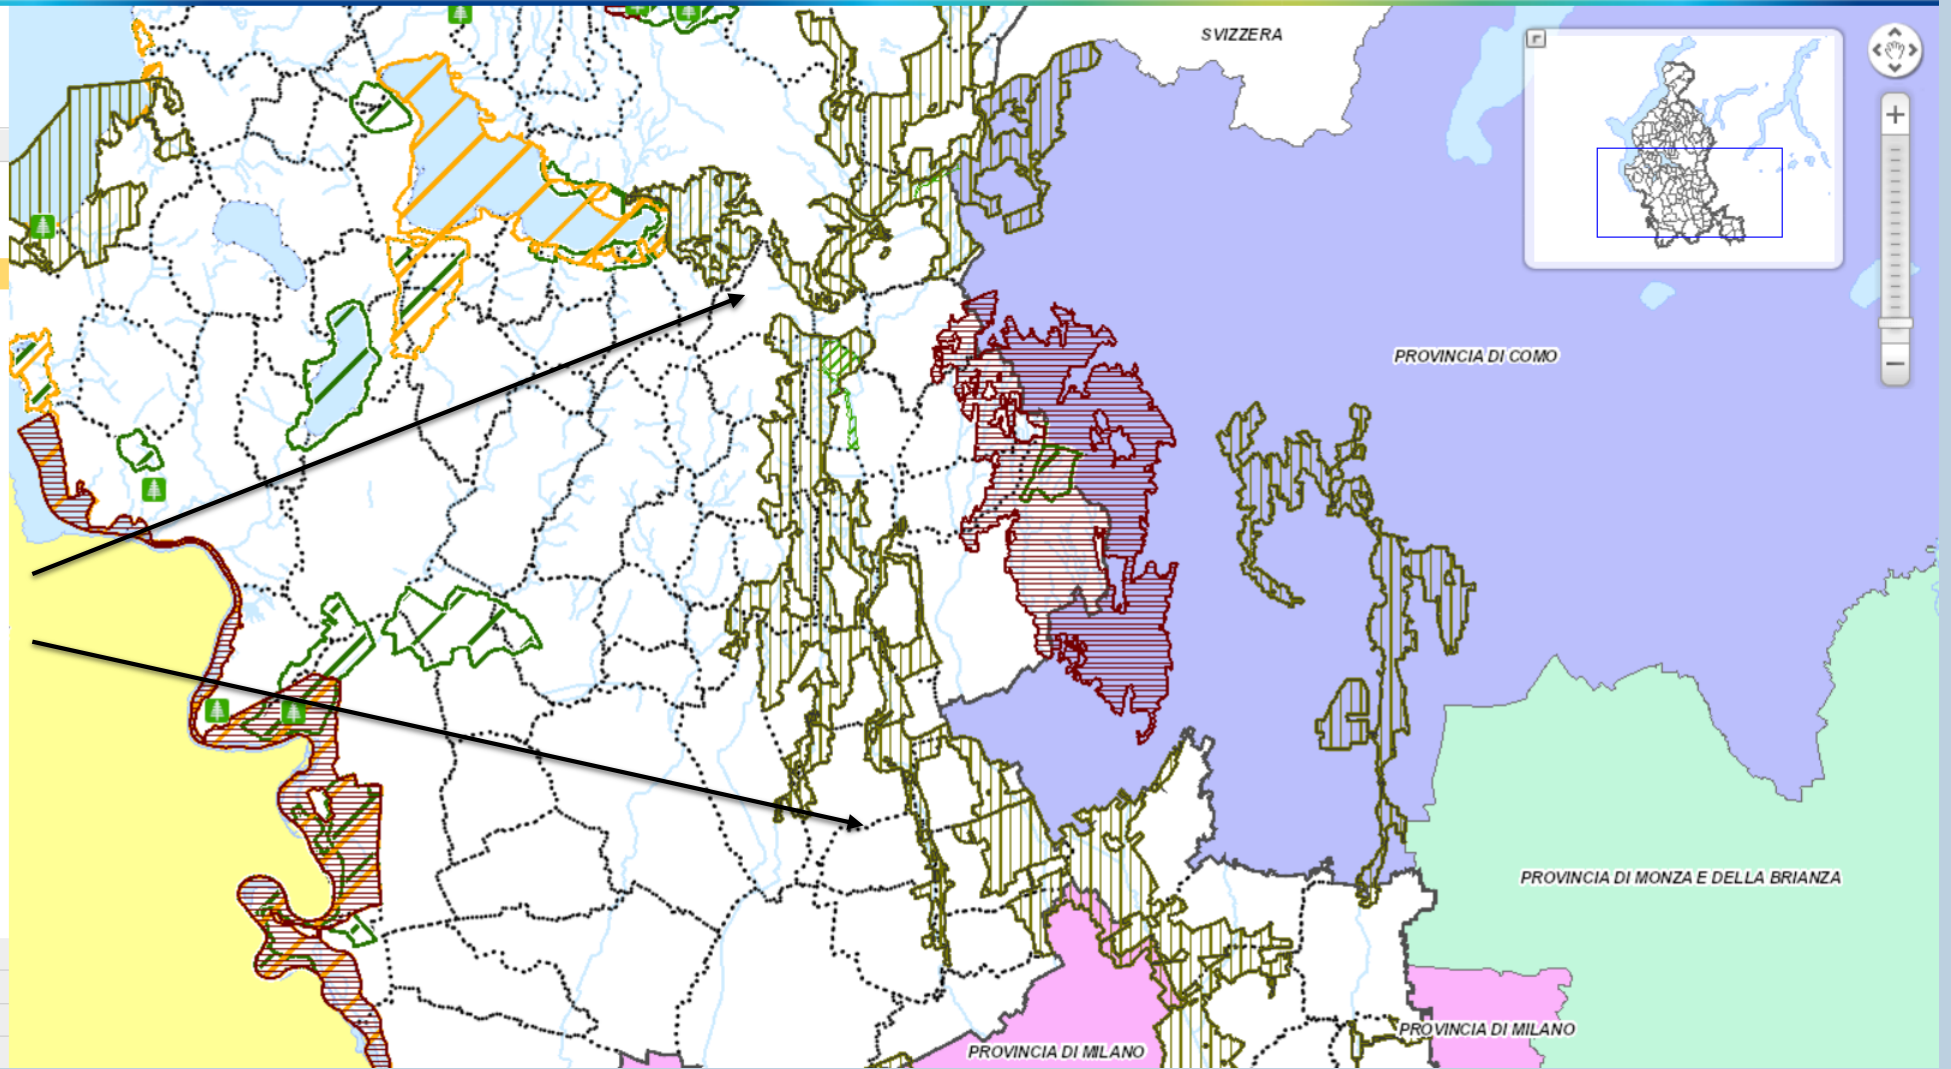 SVIZZERA
PROVINCIA DI COMO
PROVINCIA DI MONZA E DELLA BRIANZA
PROVINCIA DI MILANO
PROVINCIA DI MILANO